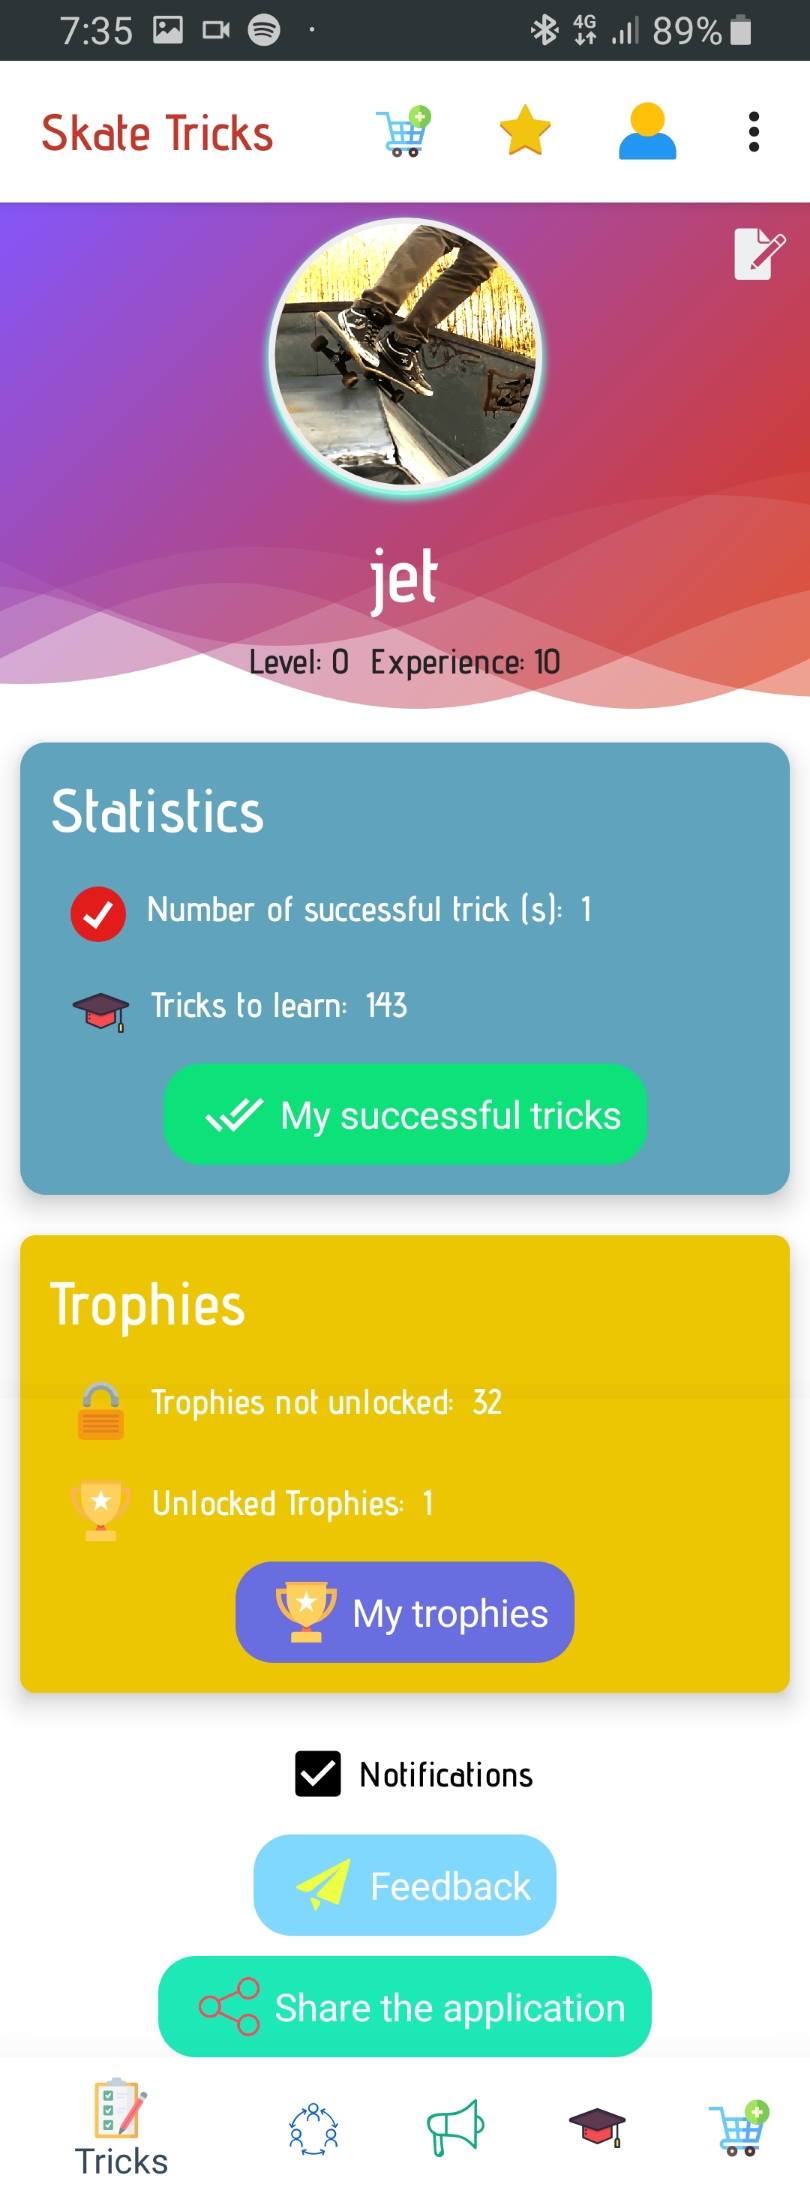 7:35 4G 89%
Skate Tricks
jet
Level: 0 Experience: 10
Statistics
Number of successful trick (s): 1
Tricks to learn: 143
My successful tricks
Trophies
Trophies not unlocked: 32
Unlocked Trophies: 1
My trophies
Notifications
Feedback
Share the application
Tricks